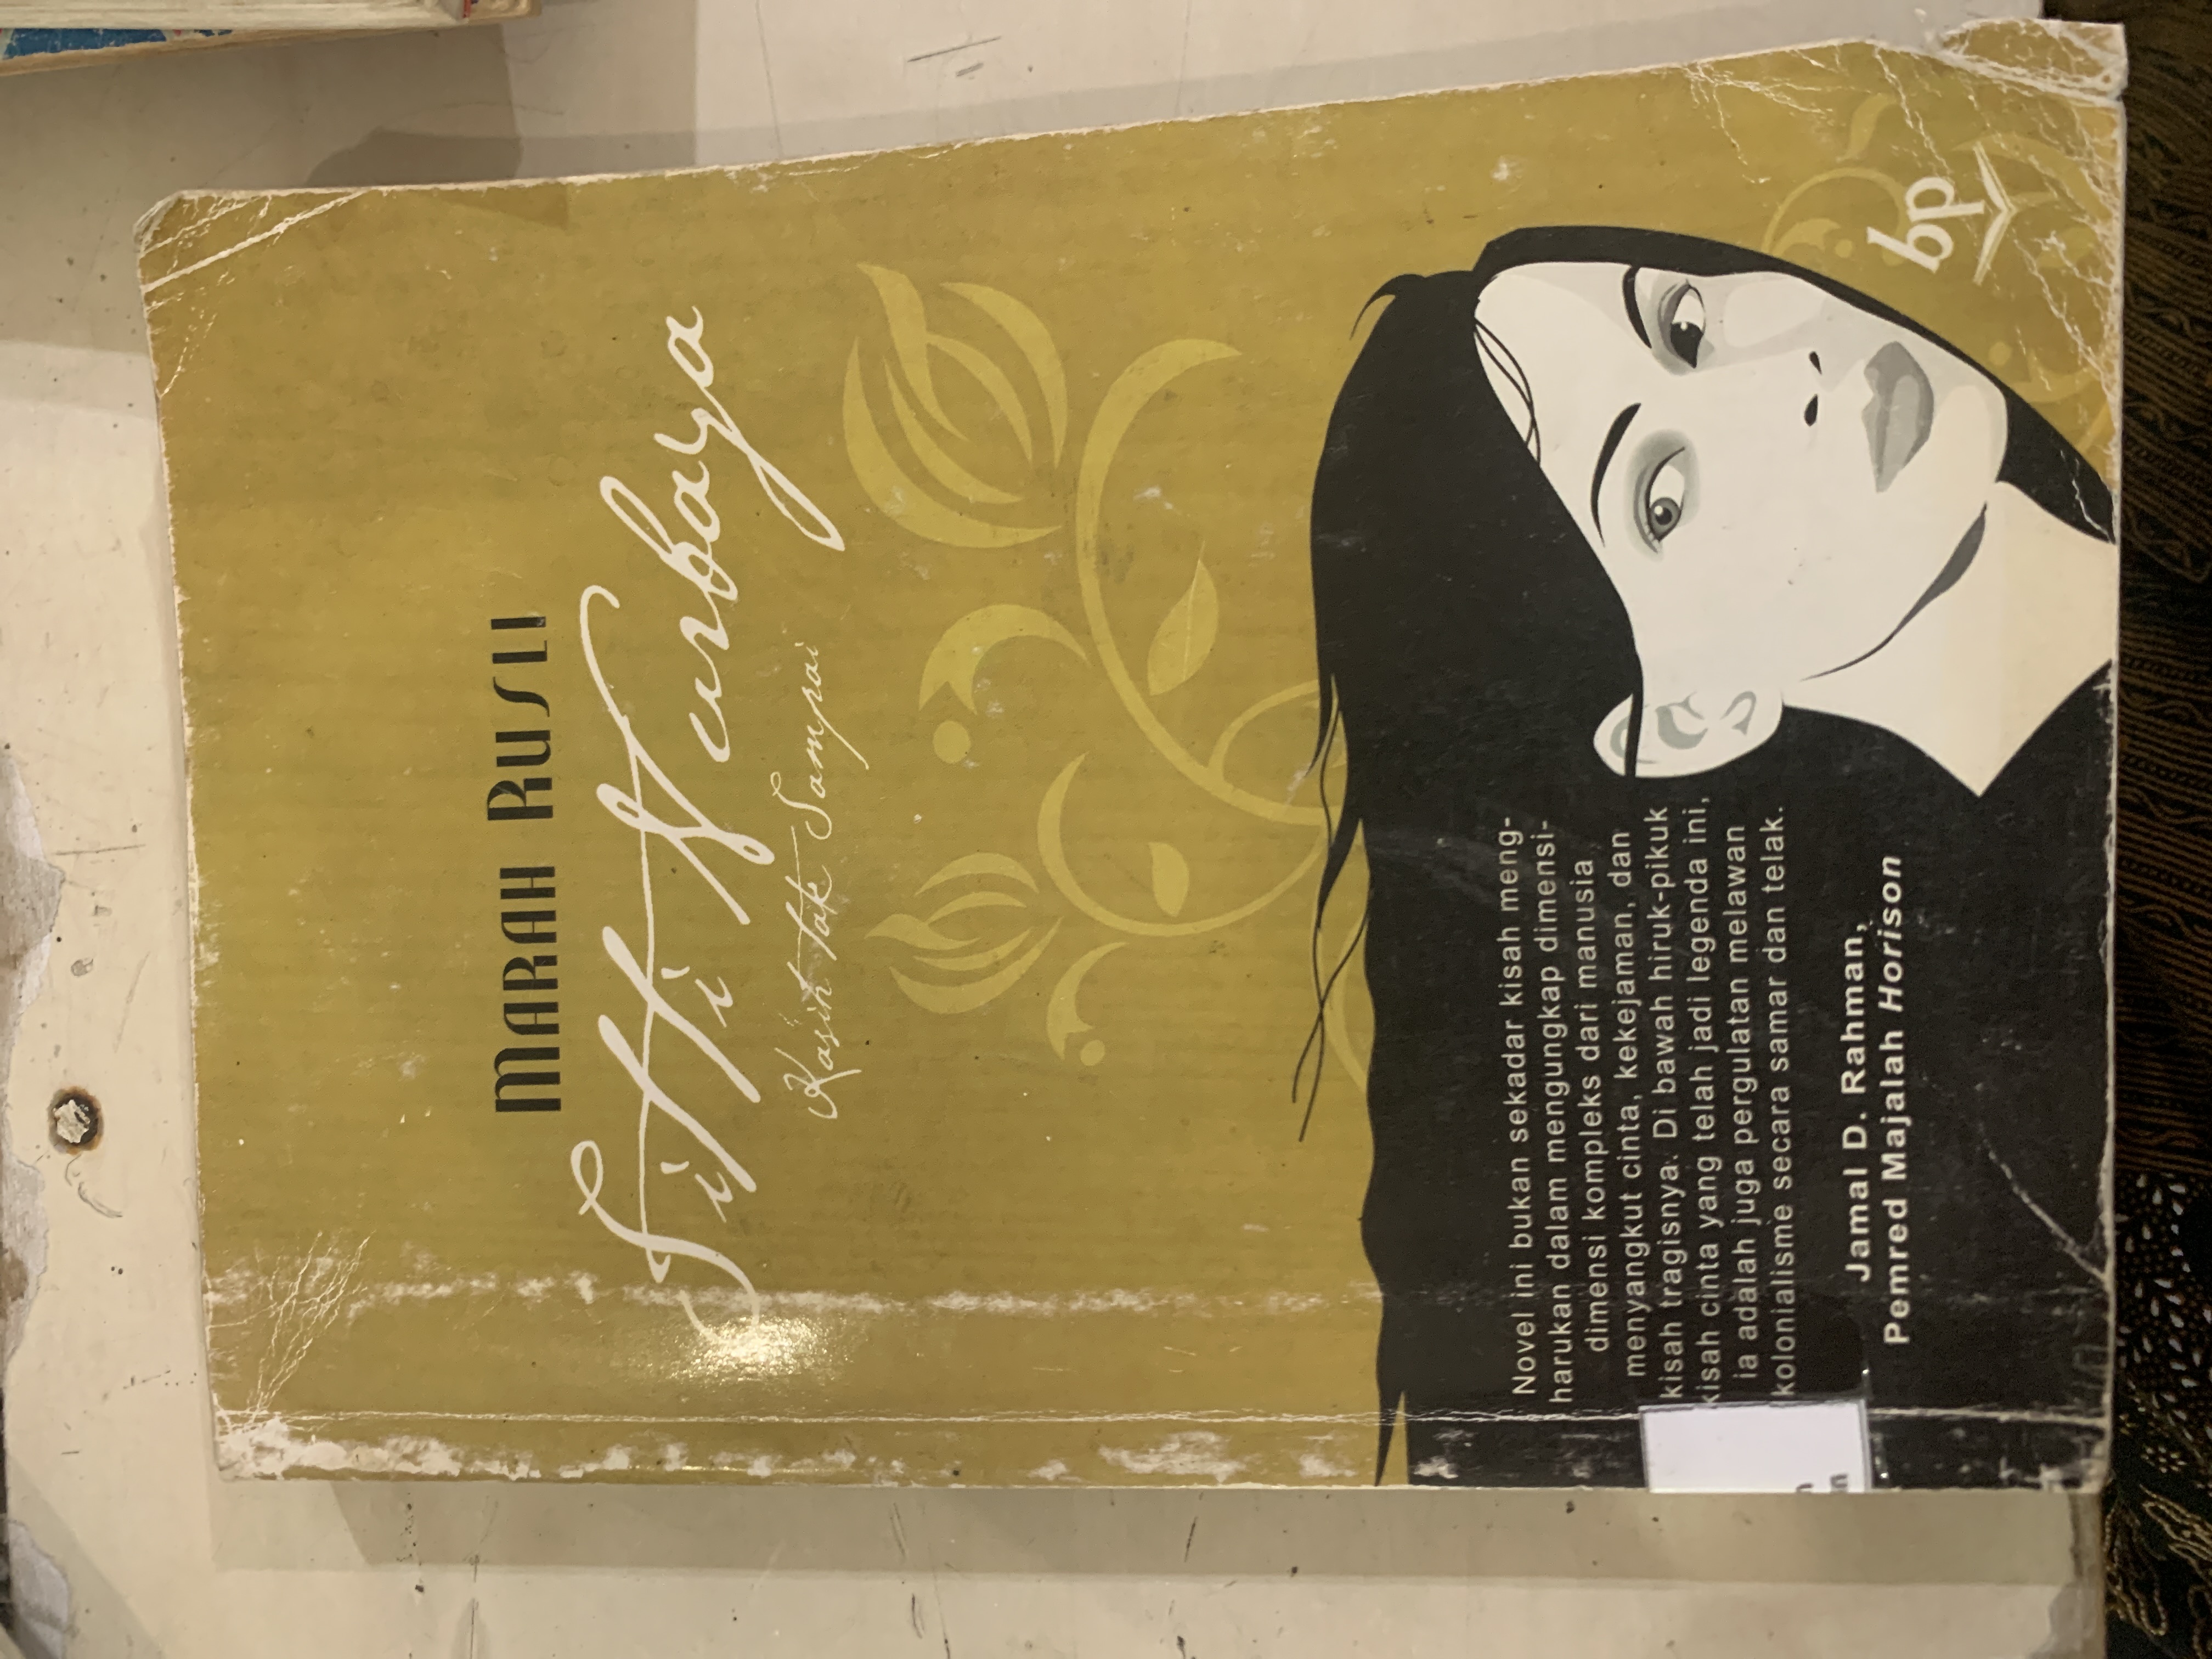 MARAH RUSLI
Siti Nurbaya
Kasih tak Sampai
Novel ini bukan sekadar kisah meng-
harukan dalam mengungkap dimensi-
dimensi kompleks dari manusia
menyangkut cinta, kekejaman, dan
kisah tragisnya. Di bawah hiruk-pikuk
kisah cinta yang telah jadi legenda ini,
ia adalah juga pergulatan melawan
kolonialisme secara samar dan telak.
Jamal D. Rahman,
Pemred Majalah Horison
bp